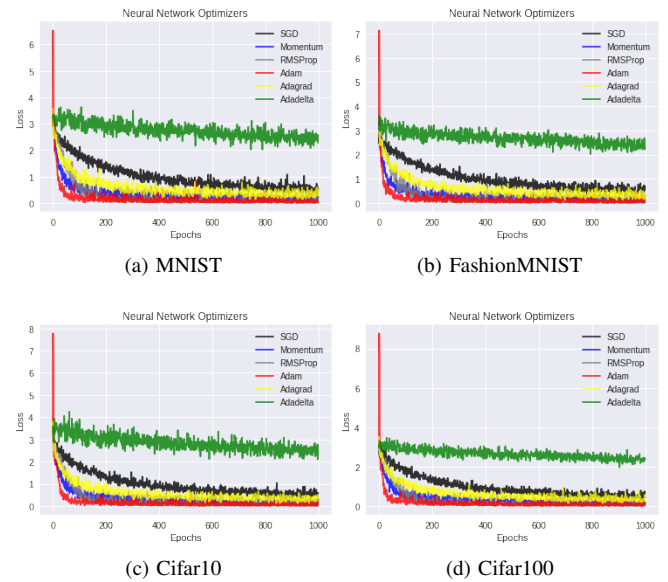 Neural Network Optimizers
SGD
Momentum
RMSProp
Adam
Adagrad
Adadelta
Loss
6
5
4
3
2
1
0
0 200 400 600 800 1000
Epochs
(a) MNIST
Neural Network Optimizers
SGD
Momentum
RMSProp
Adam
Adagrad
Adadelta
Loss
7
6
5
4
3
2
1
0
0 200 400 600 800 1000
Epochs
(b) FashionMNIST
Neural Network Optimizers
SGD
Momentum
RMSProp
Adam
Adagrad
Adadelta
Loss
8
7
6
5
4
3
2
1
0
0 200 400 600 800 1000
Epochs
(c) Cifar10
Neural Network Optimizers
SGD
Momentum
RMSProp
Adam
Adagrad
Adadelta
Loss
8
6
4
2
0
0 200 400 600 800 1000
Epochs
(d) Cifar100